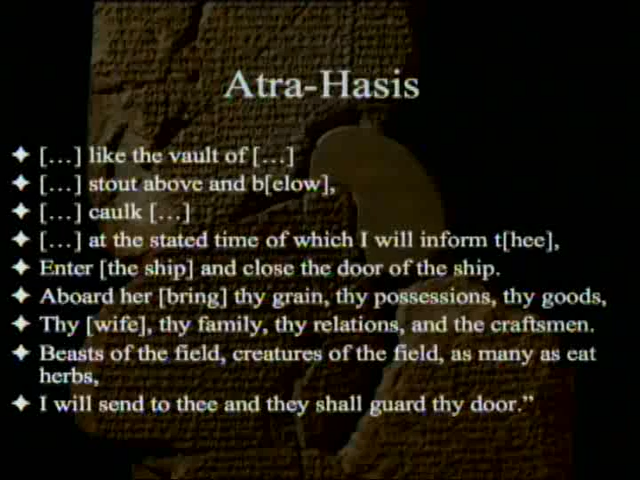 Atra-Hasis
✦ […] like the vault of […]
✦ […] stout above and b[elow],
✦ […] caulk […]
✦ […] at the stated time of which I will inform t[hee],
✦ Enter [the ship] and close the door of the ship.
✦ Aboard her [bring] thy grain, thy possessions, thy goods,
✦ Thy [wife], thy family, thy relations, and the craftsmen.
✦ Beasts of the field, creatures of the field, as many as eat
herbs,
✦ I will send to thee and they shall guard thy door.”